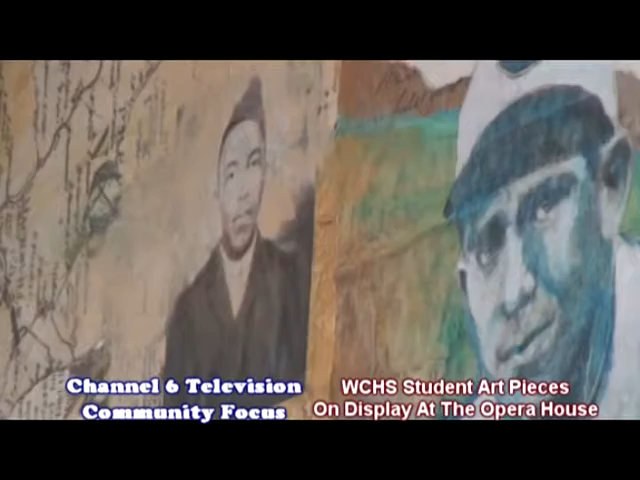 Channel 6 Television
Community Focus
WCHS Student Art Pieces
On Display At The Opera House